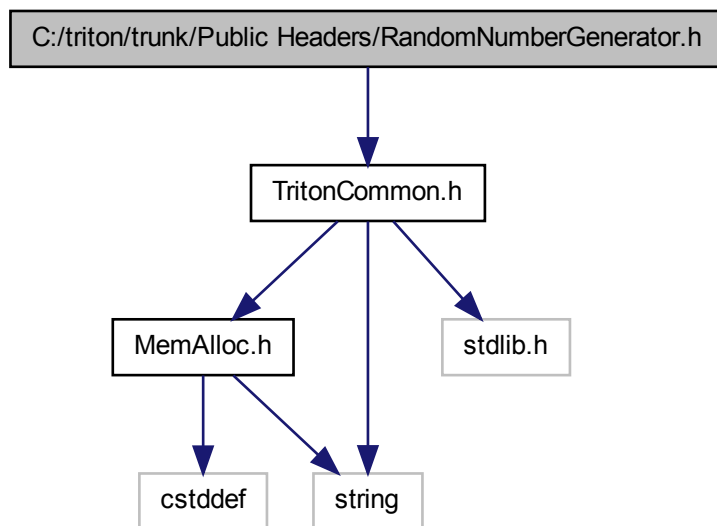 C:/triton/trunk/Public Headers/RandomNumberGenerator.h
TritonCommon.h
MemAlloc.h
stdlib.h
cstddef
string